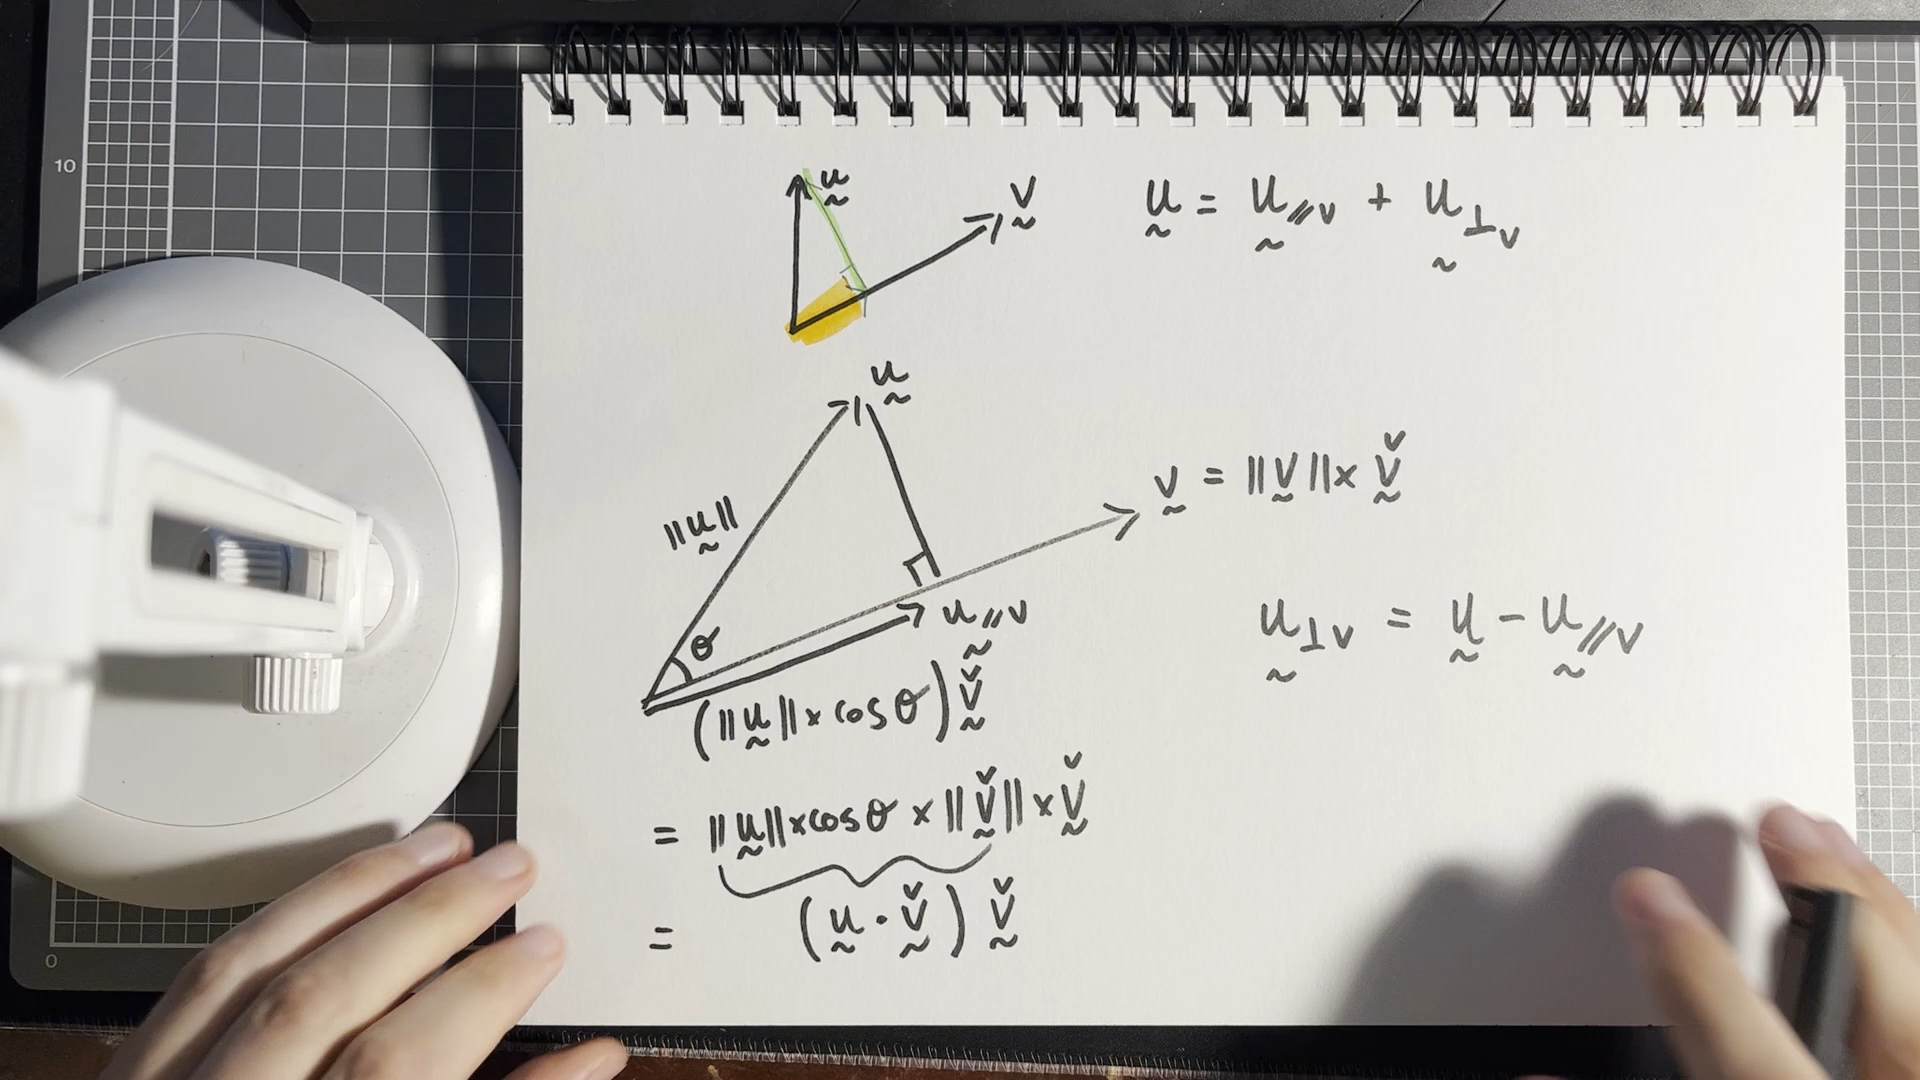 10
ṵ
v̰
ṵ = ṵ∥v + ṵ⊥v
ṵ
‖ṵ‖
v̰ = ‖v̰‖ × v̰̌
θ
ṵ∥v
ṵ⊥v = ṵ − ṵ∥v
(‖ṵ‖ × cos θ) v̰̌
= ‖ṵ‖ × cos θ × ‖v̰̌‖ × v̰̌
= (ṵ · v̰̌) v̰̌
0